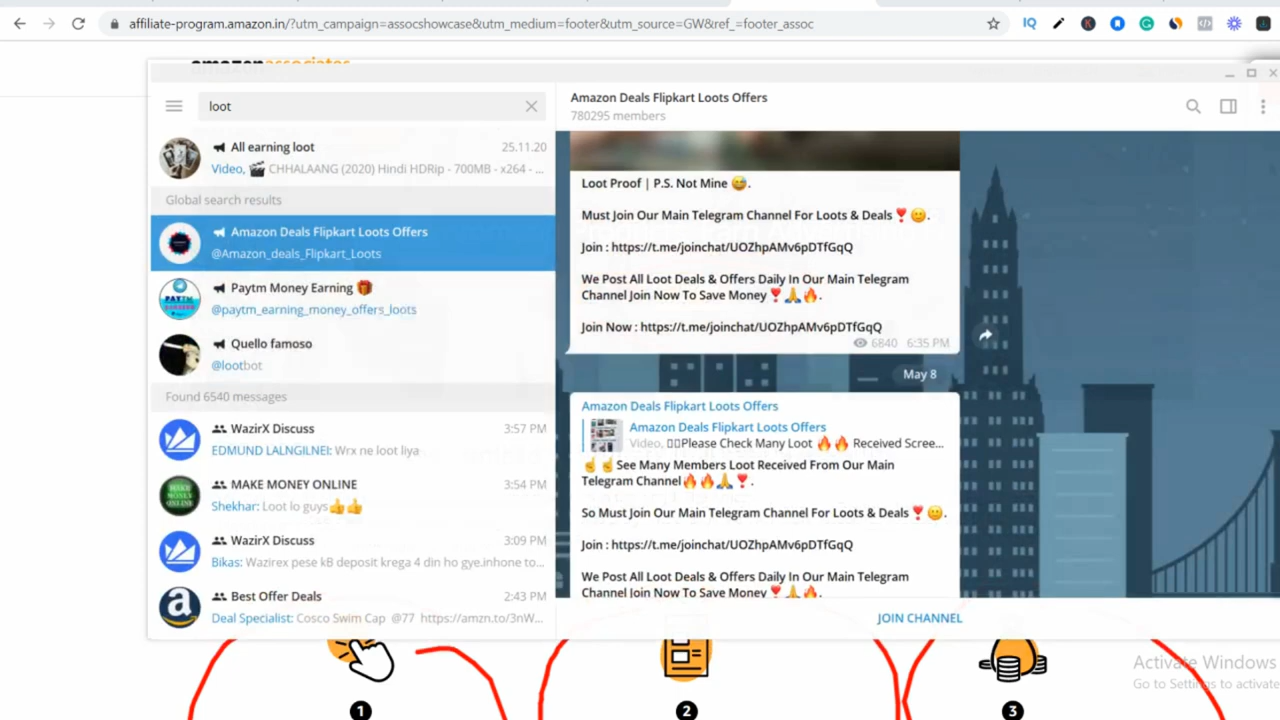 affiliate-program.amazon.in/?utm_campaign=assocshowcase&utm_medium=footer&utm_source=GW&ref_=footer_assoc
IQ
amazonassociates
loot
All earning loot
25.11.20
Video, 🎬 CHHALAANG (2020) Hindi HDRip - 700MB - x264 - ...
Global search results
Amazon Deals Flipkart Loots Offers
@Amazon_deals_Flipkart_Loots
Paytm Money Earning 🎁
@paytm_earning_money_offers_loots
Quello famoso
@lootbot
Found 6540 messages
WazirX Discuss
3:57 PM
EDMUND LALNGILNEI: Wrx ne loot liya
MAKE MONEY ONLINE
3:54 PM
Shekhar: Loot lo guys👍👍
WazirX Discuss
3:09 PM
Bikas: Wazirex pese kB deposit krega 4 din ho gye.inhone to...
Best Offer Deals
2:43 PM
Deal Specialist: Cosco Swim Cap @77 https://amzn.to/3nW...
Amazon Deals Flipkart Loots Offers
780295 members
Loot Proof | P.S. Not Mine 😅.
Must Join Our Main Telegram Channel For Loots & Deals❣️😊.
Join : https://t.me/joinchat/UOZhpAMv6pDTfGqQ
We Post All Loot Deals & Offers Daily In Our Main Telegram
Channel Join Now To Save Money❣️🙏🔥.
Join Now : https://t.me/joinchat/UOZhpAMv6pDTfGqQ
6840 6:35 PM
May 8
Amazon Deals Flipkart Loots Offers
Amazon Deals Flipkart Loots Offers
Video, Please Check Many Loot 🔥🔥 Received Scree...
☝️☝️See Many Members Loot Received From Our Main
Telegram Channel🔥🔥🙏❣️.
So Must Join Our Main Telegram Channel For Loots & Deals❣️😊.
Join : https://t.me/joinchat/UOZhpAMv6pDTfGqQ
We Post All Loot Deals & Offers Daily In Our Main Telegram
Channel Join Now To Save Money❣️🙏🔥.
JOIN CHANNEL
Activate Windows
Go to Settings to activate
1
2
3